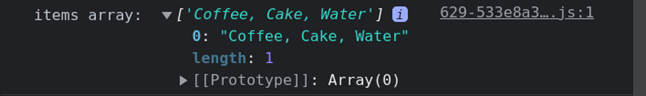 items array: ▼['Coffee, Cake, Water'] i 629-533e8a3….js:1
0: "Coffee, Cake, Water"
length: 1
▶[[Prototype]]: Array(0)